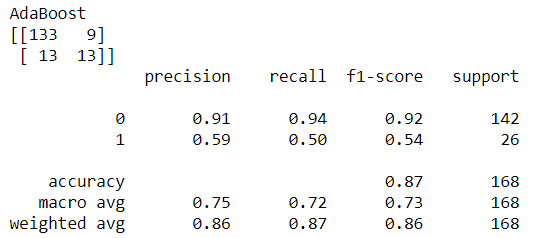 AdaBoost
[[133   9]
 [ 13  13]]
              precision    recall  f1-score   support

           0       0.91      0.94      0.92       142
           1       0.59      0.50      0.54        26

    accuracy                           0.87       168
   macro avg       0.75      0.72      0.73       168
weighted avg       0.86      0.87      0.86       168